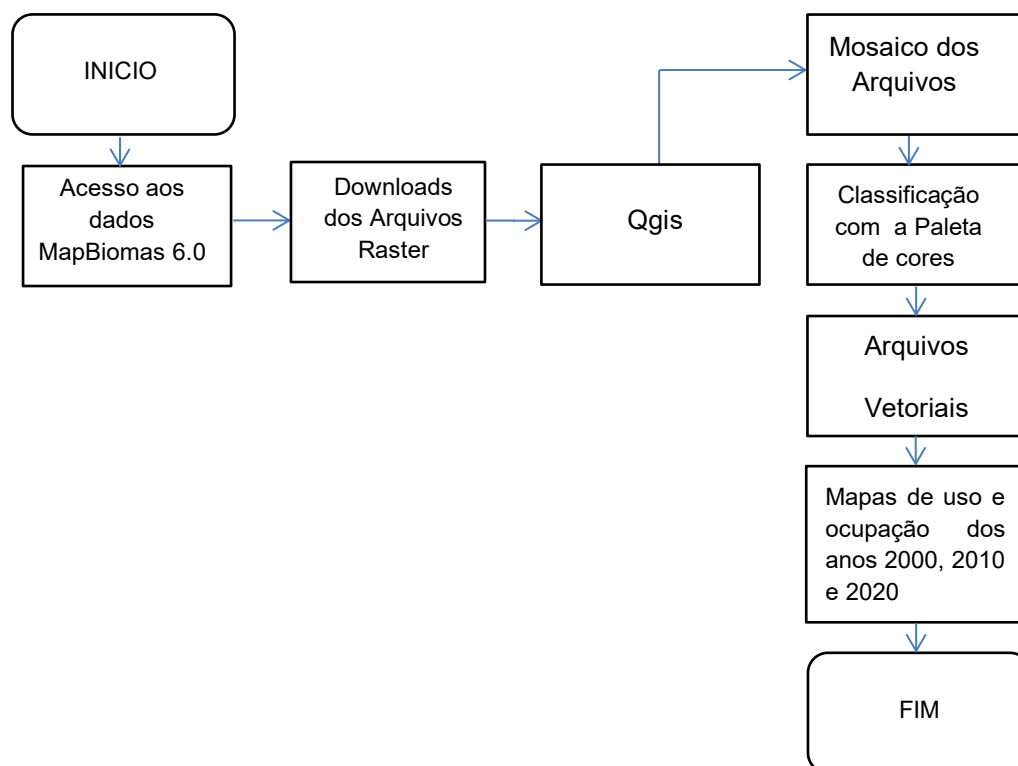 INICIO
Acesso aos
dados
MapBiomas 6.0
Downloads
dos Arquivos
Raster
Qgis
Mosaico dos
Arquivos
Classificação
com a Paleta
de cores
Arquivos
Vetoriais
Mapas de uso e
ocupação dos
anos 2000, 2010
e 2020
FIM